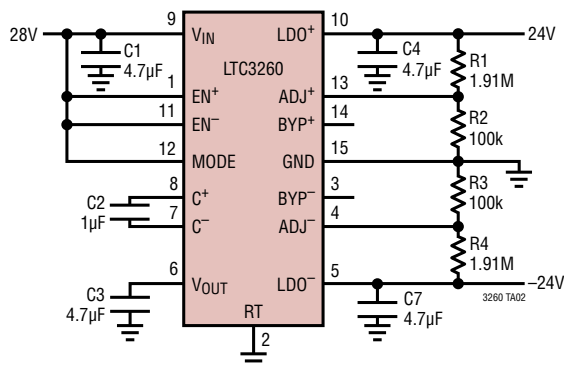 28V
9
VIN
LDO+
10
24V
C1
4.7µF
LTC3260
C4
4.7µF
R1
1.91M
1
EN+
ADJ+
13
11
EN–
BYP+
14
R2
100k
12
MODE
GND
15
8
C+
BYP–
3
R3
100k
C2
1µF
7
C–
ADJ–
4
R4
1.91M
6
VOUT
LDO–
5
–24V
C3
4.7µF
C7
4.7µF
3260 TA02
RT
2